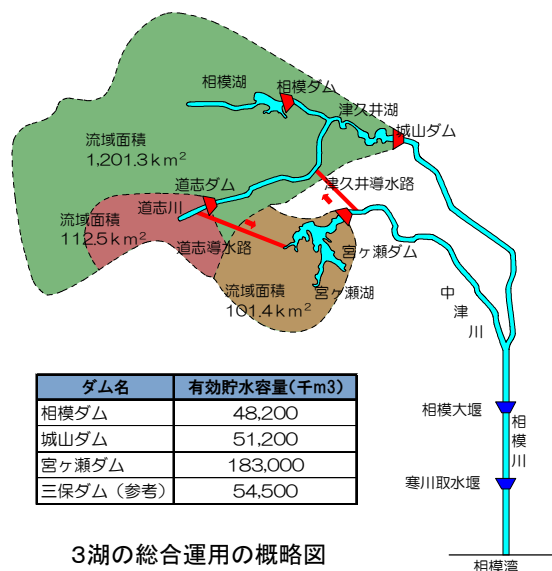 相模湖
相模ダム
津久井湖
城山ダム
流域面積
1,201.3km²
道志ダム
津久井導水路
流域面積
道志川
112.5km²
道志導水路
宮ヶ瀬ダム
流域面積
101.4km²
宮ヶ瀬湖
中津川
ダム名 有効貯水容量(千m3)
相模ダム 48,200
城山ダム 51,200
宮ヶ瀬ダム 183,000
三保ダム（参考） 54,500
相模大堰
相模川
寒川取水堰
3湖の総合運用の概略図
相模湾